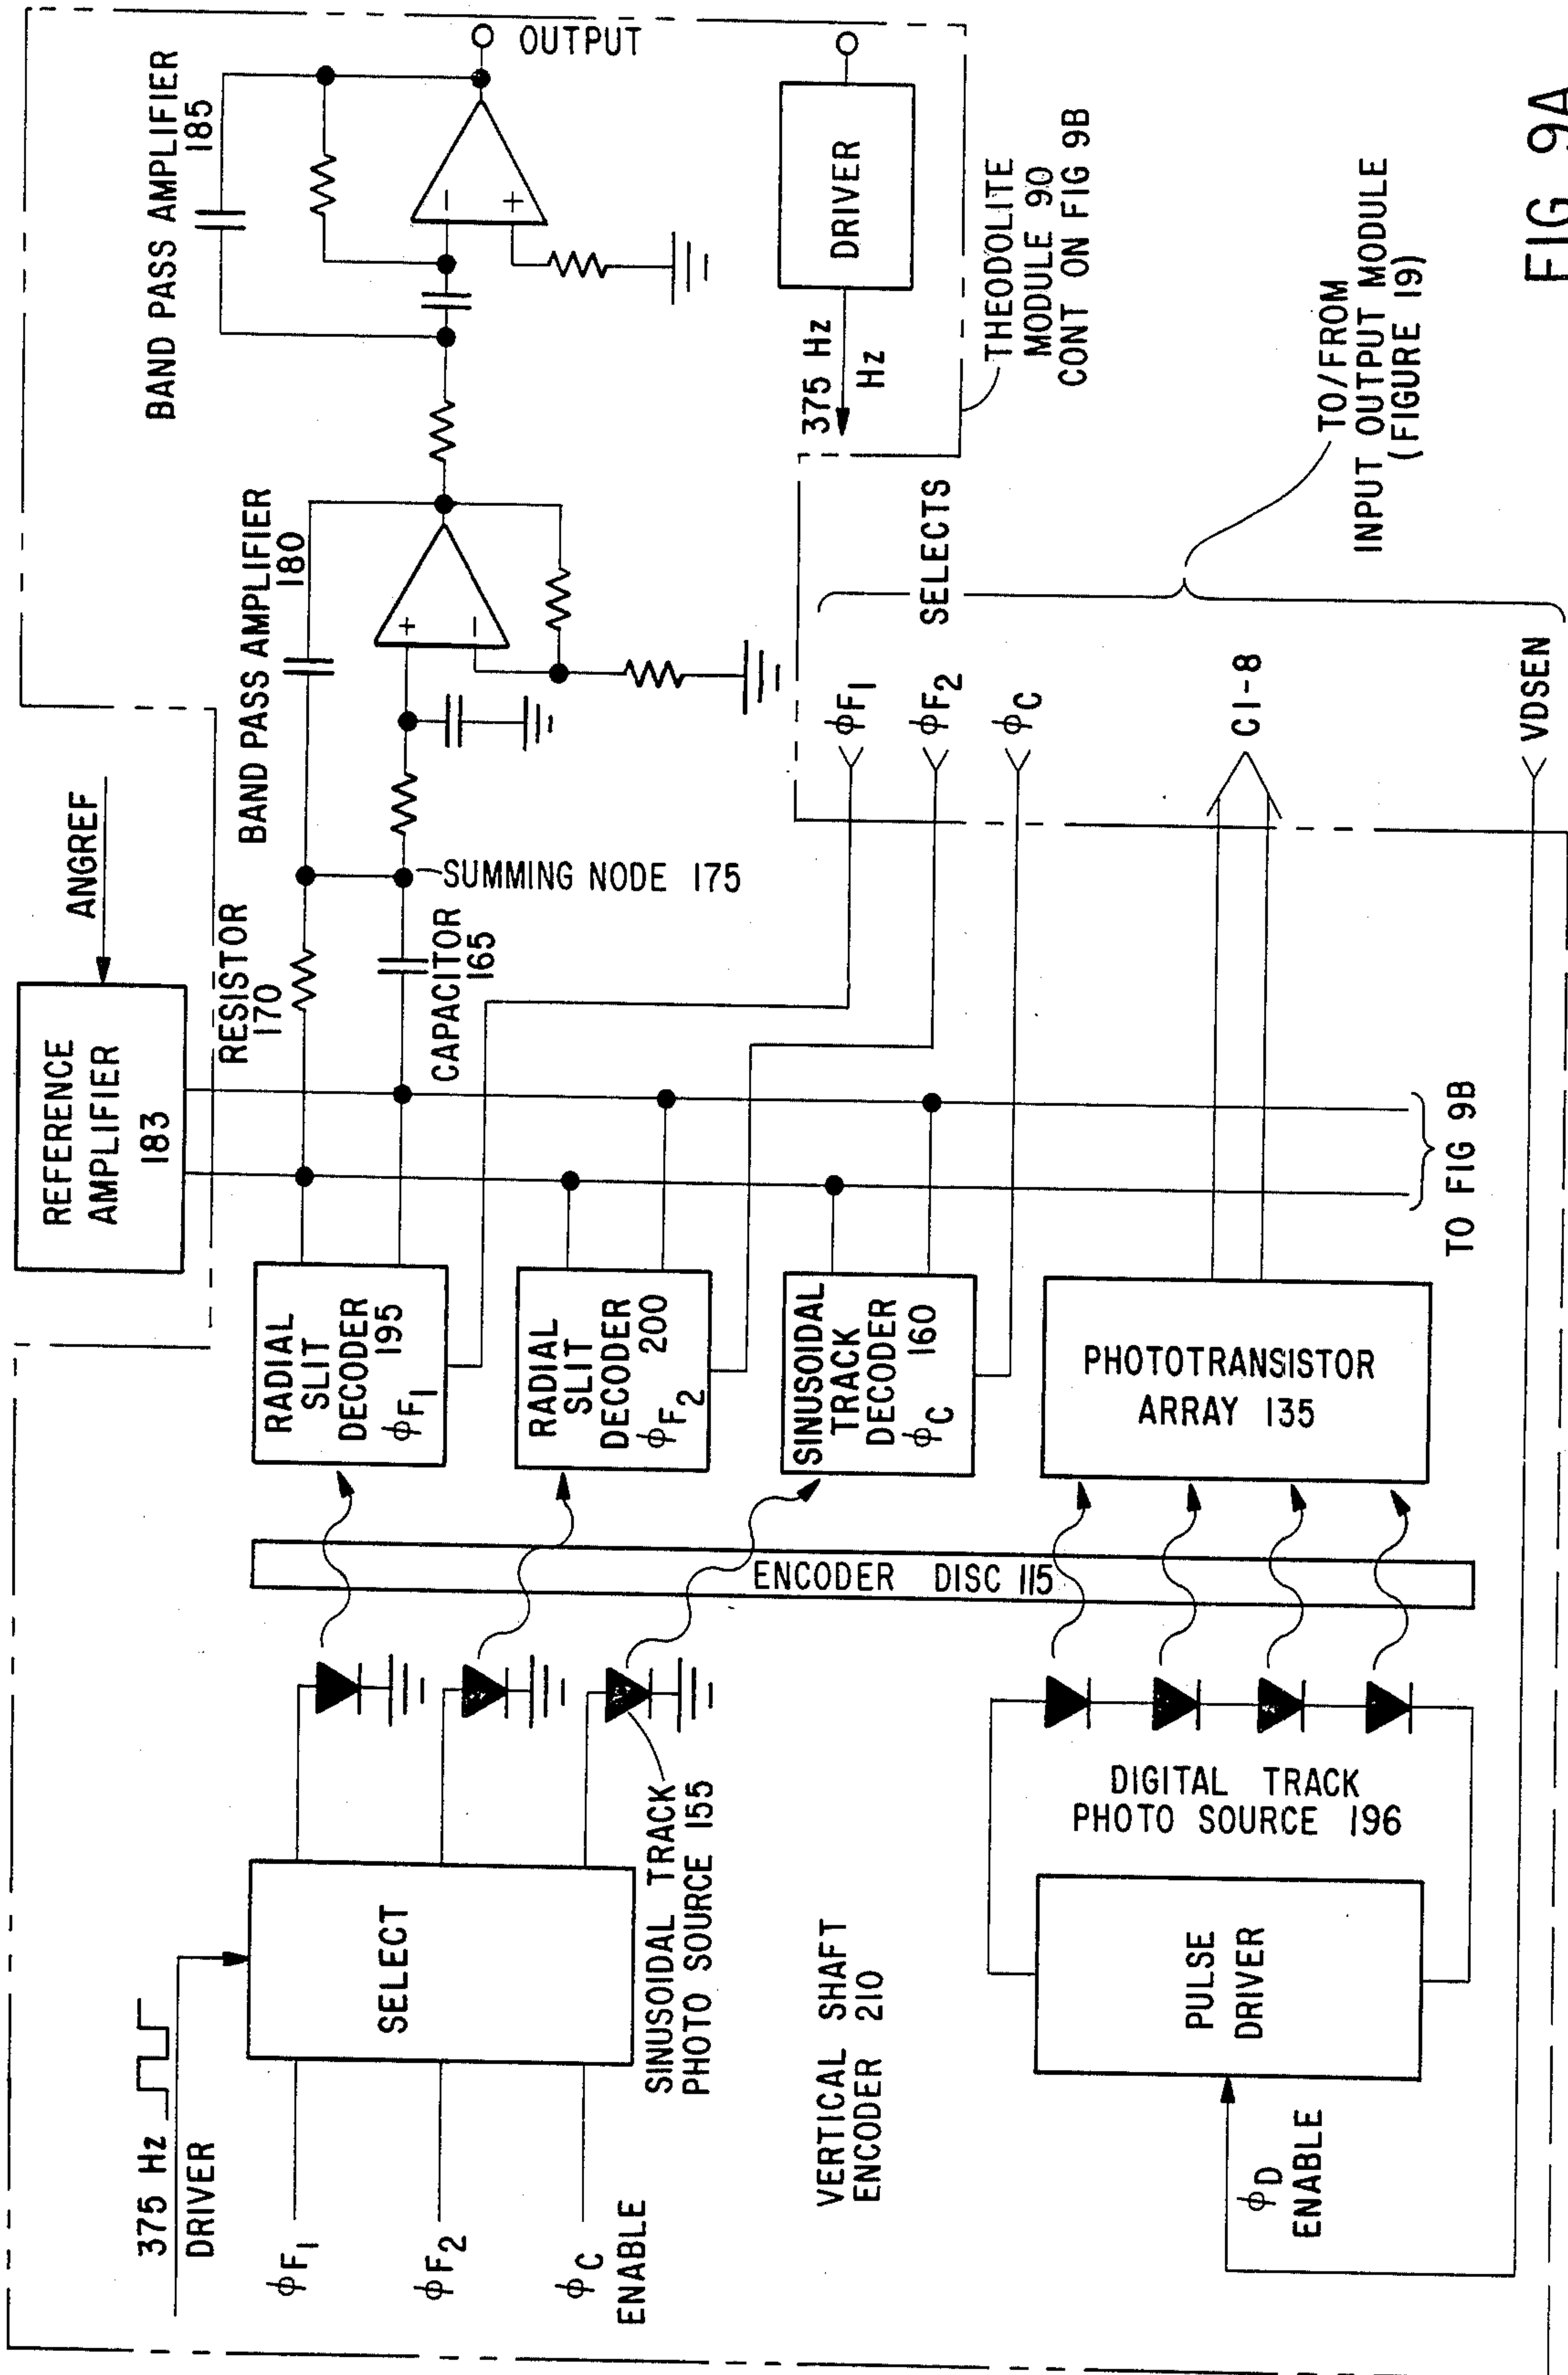 REFERENCE
AMPLIFIER
183
ANGREF
RESISTOR
170
CAPACITOR
165
SUMMING NODE 175
BAND PASS AMPLIFIER
180
BAND PASS AMPLIFIER
185
OUTPUT
DRIVER
375 Hz
Hz
THEODOLITE
MODULE 90
CONT ON FIG 9B
375 Hz
DRIVER
ϕF1
ϕF2
ϕC
ENABLE
SELECT
SINUSOIDAL TRACK
PHOTO SOURCE 155
ENCODER DISC 115
RADIAL
SLIT
DECODER
195
ϕF1
RADIAL
SLIT
DECODER
200
ϕF2
SINUSOIDAL
TRACK
DECODER
160
ϕC
ϕF1
ϕF2
ϕC
SELECTS
VERTICAL SHAFT
ENCODER 210
PULSE
DRIVER
ϕD
ENABLE
DIGITAL TRACK
PHOTO SOURCE 196
PHOTOTRANSISTOR
ARRAY 135
C1-8
VDSEN
TO FIG 9B
TO/FROM
INPUT OUTPUT MODULE
(FIGURE 19)
FIG 9A